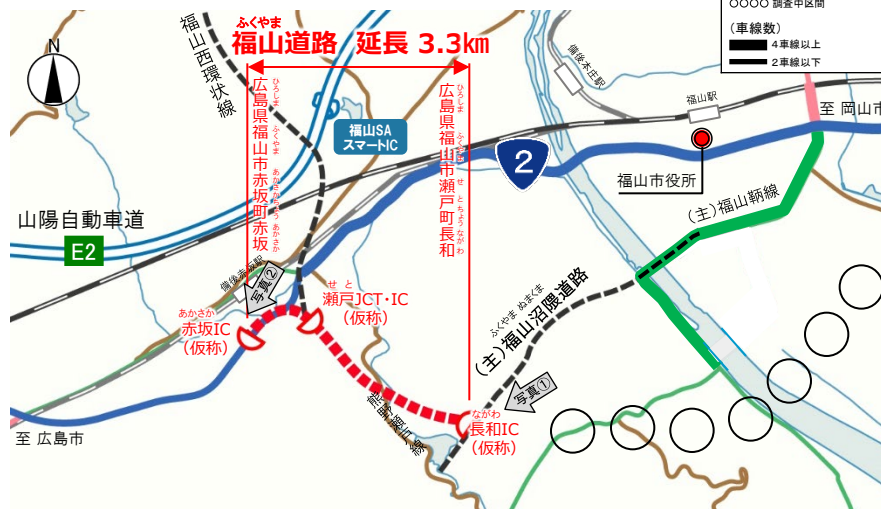 ○○○○ 調査中区間
(車線数)
4車線以上
2車線以下
ふくやま
福山道路 延長 3.3㎞
N
福山西環状線
備後本庄駅
福山駅
至 岡山市
福山SA
スマートIC
2
福山市役所
広島県福山市赤坂町赤坂
ひろしま ふくやま あかさかちょう あかさか
広島県福山市瀬戸町長和
ひろしま ふくやま せとちょうながわ
(主)福山鞆線
山陽自動車道
E2
備後赤坂駅
写真②
せと
瀬戸JCT・IC
(仮称)
あかさか
赤坂IC
(仮称)
ふくやま ぬまくま
(主)福山沼隈道路
写真①
ながわ
長和IC
(仮称)
熊野瀬戸線
至 広島市